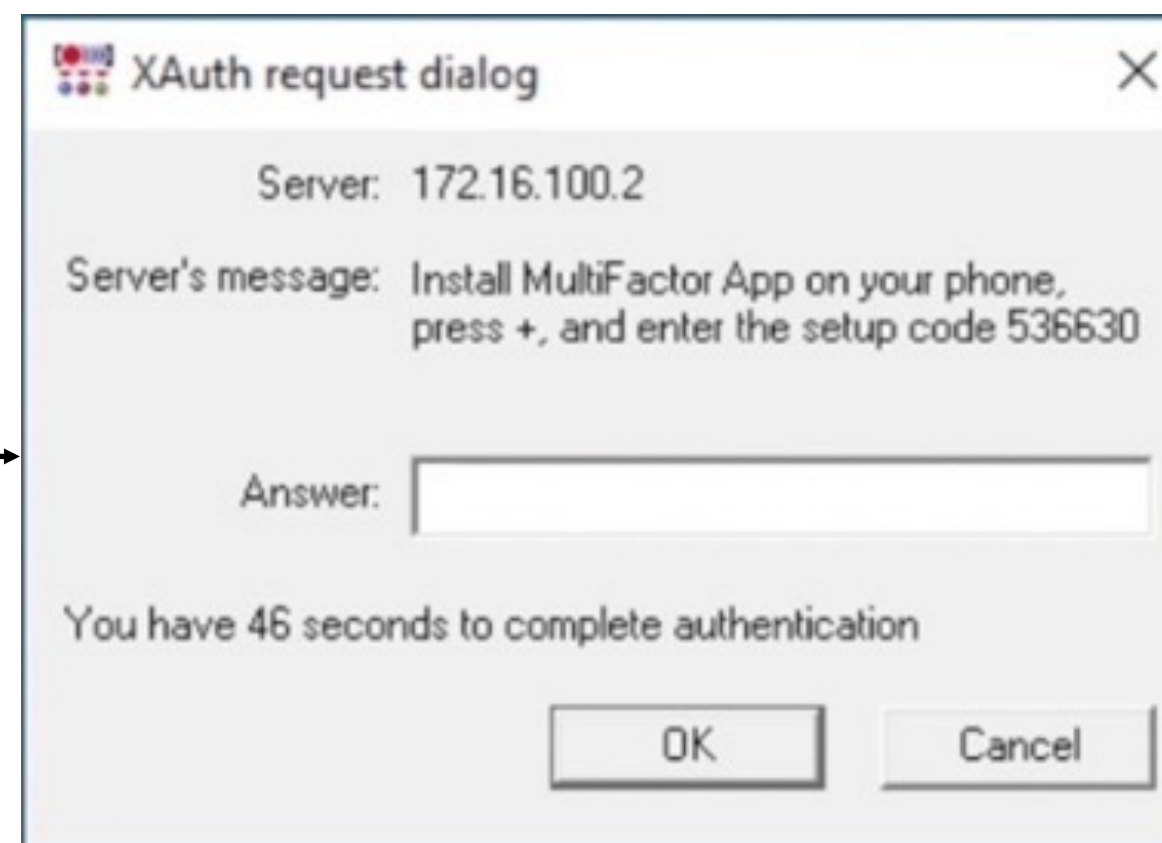 XAuth request dialog
Server: 172.16.100.2
Server's message: Install MultiFactor App on your phone,
press +, and enter the setup code 536630
Answer:
You have 46 seconds to complete authentication
OK Cancel